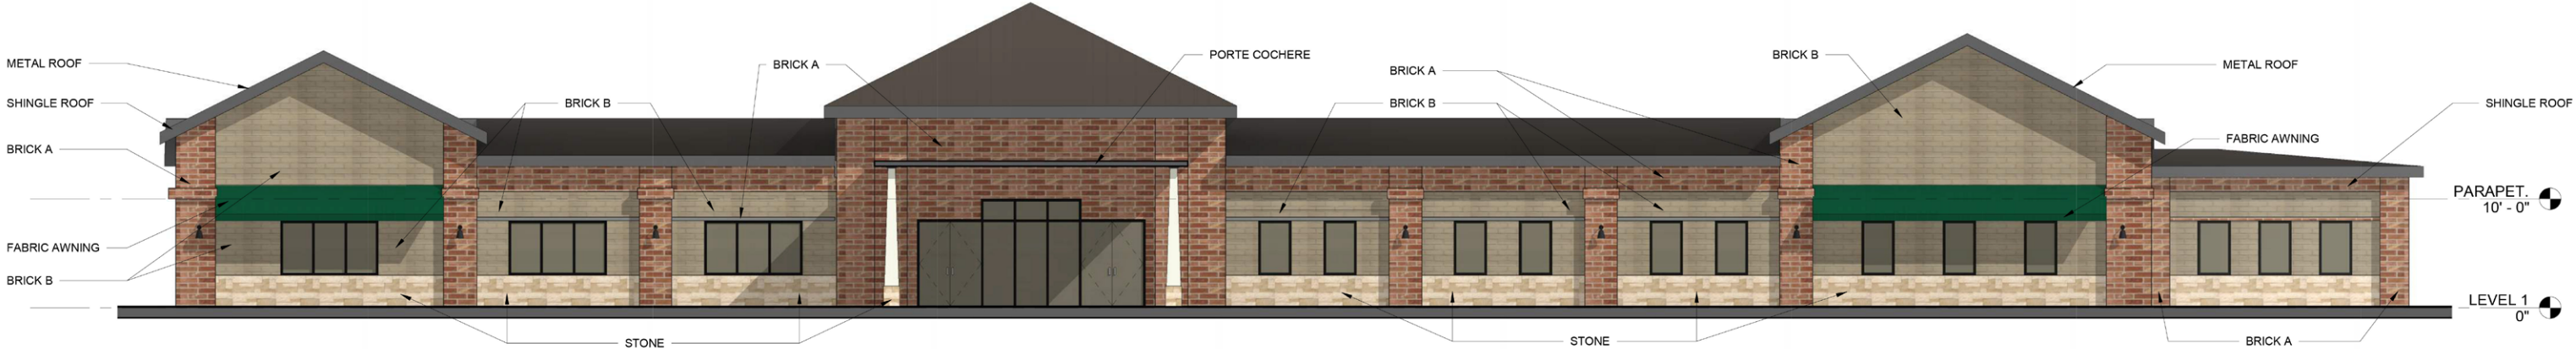 METAL ROOF
SHINGLE ROOF
BRICK A
FABRIC AWNING
BRICK B
BRICK B
BRICK A
STONE
PORTE COCHERE
BRICK A
BRICK B
BRICK B
METAL ROOF
SHINGLE ROOF
FABRIC AWNING
PARAPET.
10' - 0"
LEVEL 1
0"
STONE
BRICK A